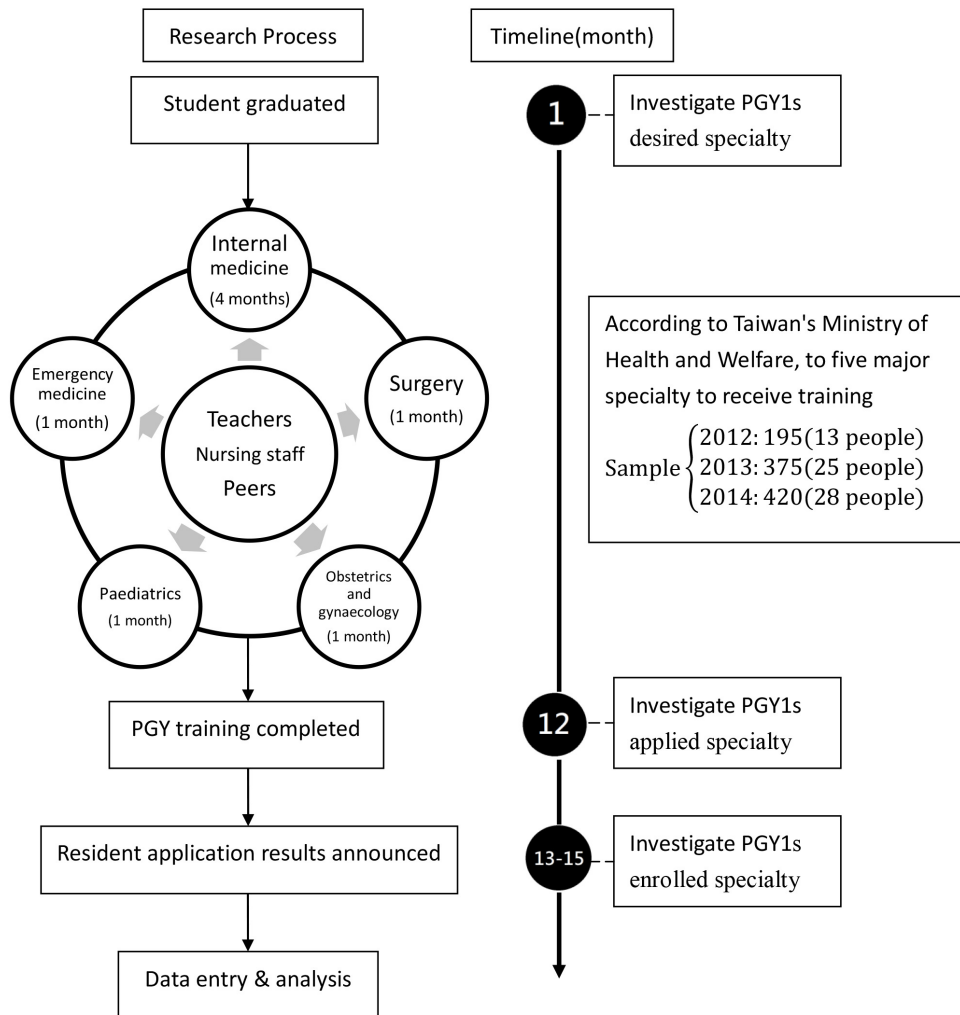 Research Process
Timeline(month)
Student graduated
1
Investigate PGY1s
desired specialty
Internal
medicine
(4 months)
Emergency
medicine
(1 month)
Surgery
(1 month)
Teachers
Nursing staff
Peers
Paediatrics
(1 month)
Obstetrics
and
gynaecology
(1 month)
According to Taiwan's Ministry of
Health and Welfare, to five major
specialty to receive training
Sample
2012: 195(13 people)
2013: 375(25 people)
2014: 420(28 people)
PGY training completed
12
Investigate PGY1s
applied specialty
Resident application results announced
13-15
Investigate PGY1s
enrolled specialty
Data entry & analysis